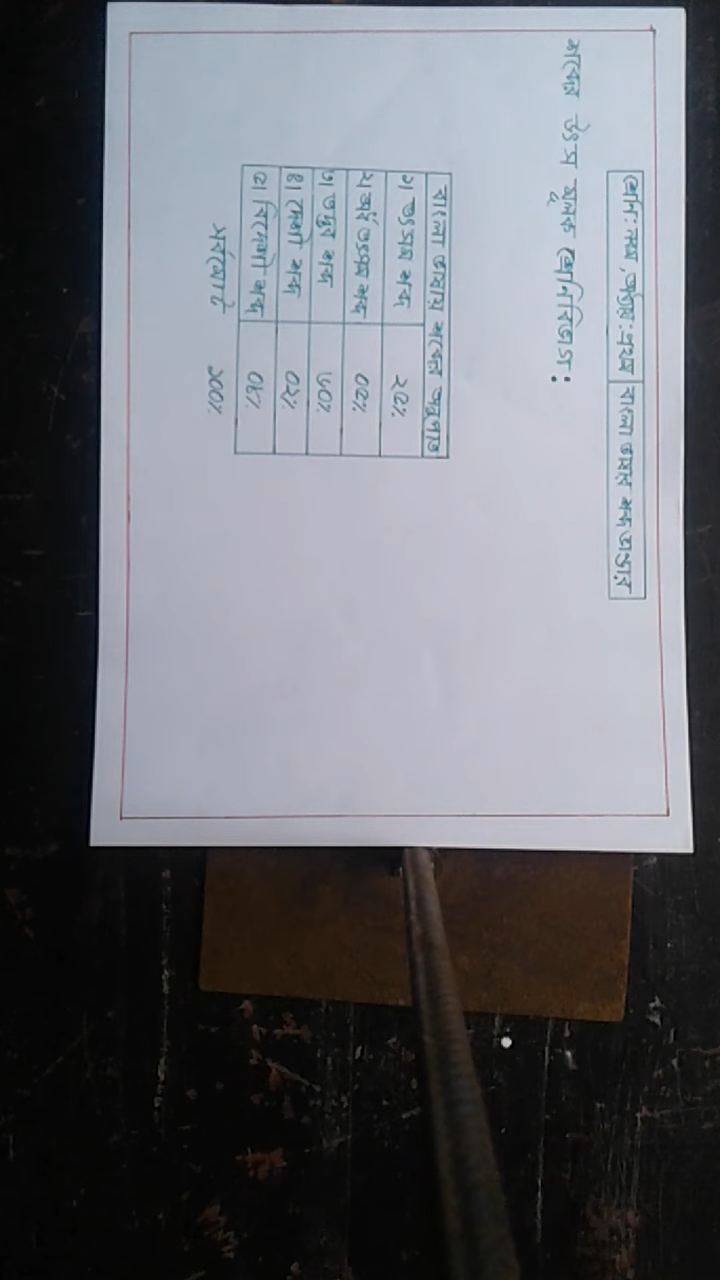 শ্রেনি: নবম, অধ্যায়: প্রথম বাংলা ভাষার শব্দ ভান্ডার
শব্দের উৎস মূলক শ্রেনিবিভাগ:
বাংলা ভাষায় শব্দের অনুপাত
১। তৎসম শব্দ ২৫%
২। অর্ধ তৎসম শব্দ ০৫%
৩। তদ্ভব শব্দ ৬০%
৪। দেশী শব্দ ০২%
৫। বিদেশী শব্দ ০৮%
সর্বমোট ১০০%